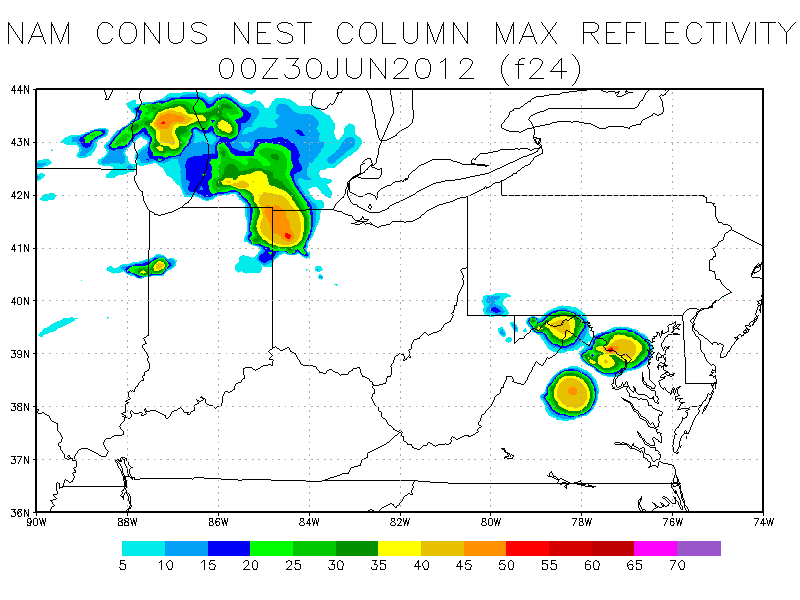 NAM CONUS NEST COLUMN MAX REFLECTIVITY
00Z30JUN2012 (f24)
44N
43N
42N
41N
40N
39N
38N
37N
36N
90W 88W 86W 84W 82W 80W 78W 76W 74W
5 10 15 20 25 30 35 40 45 50 55 60 65 70